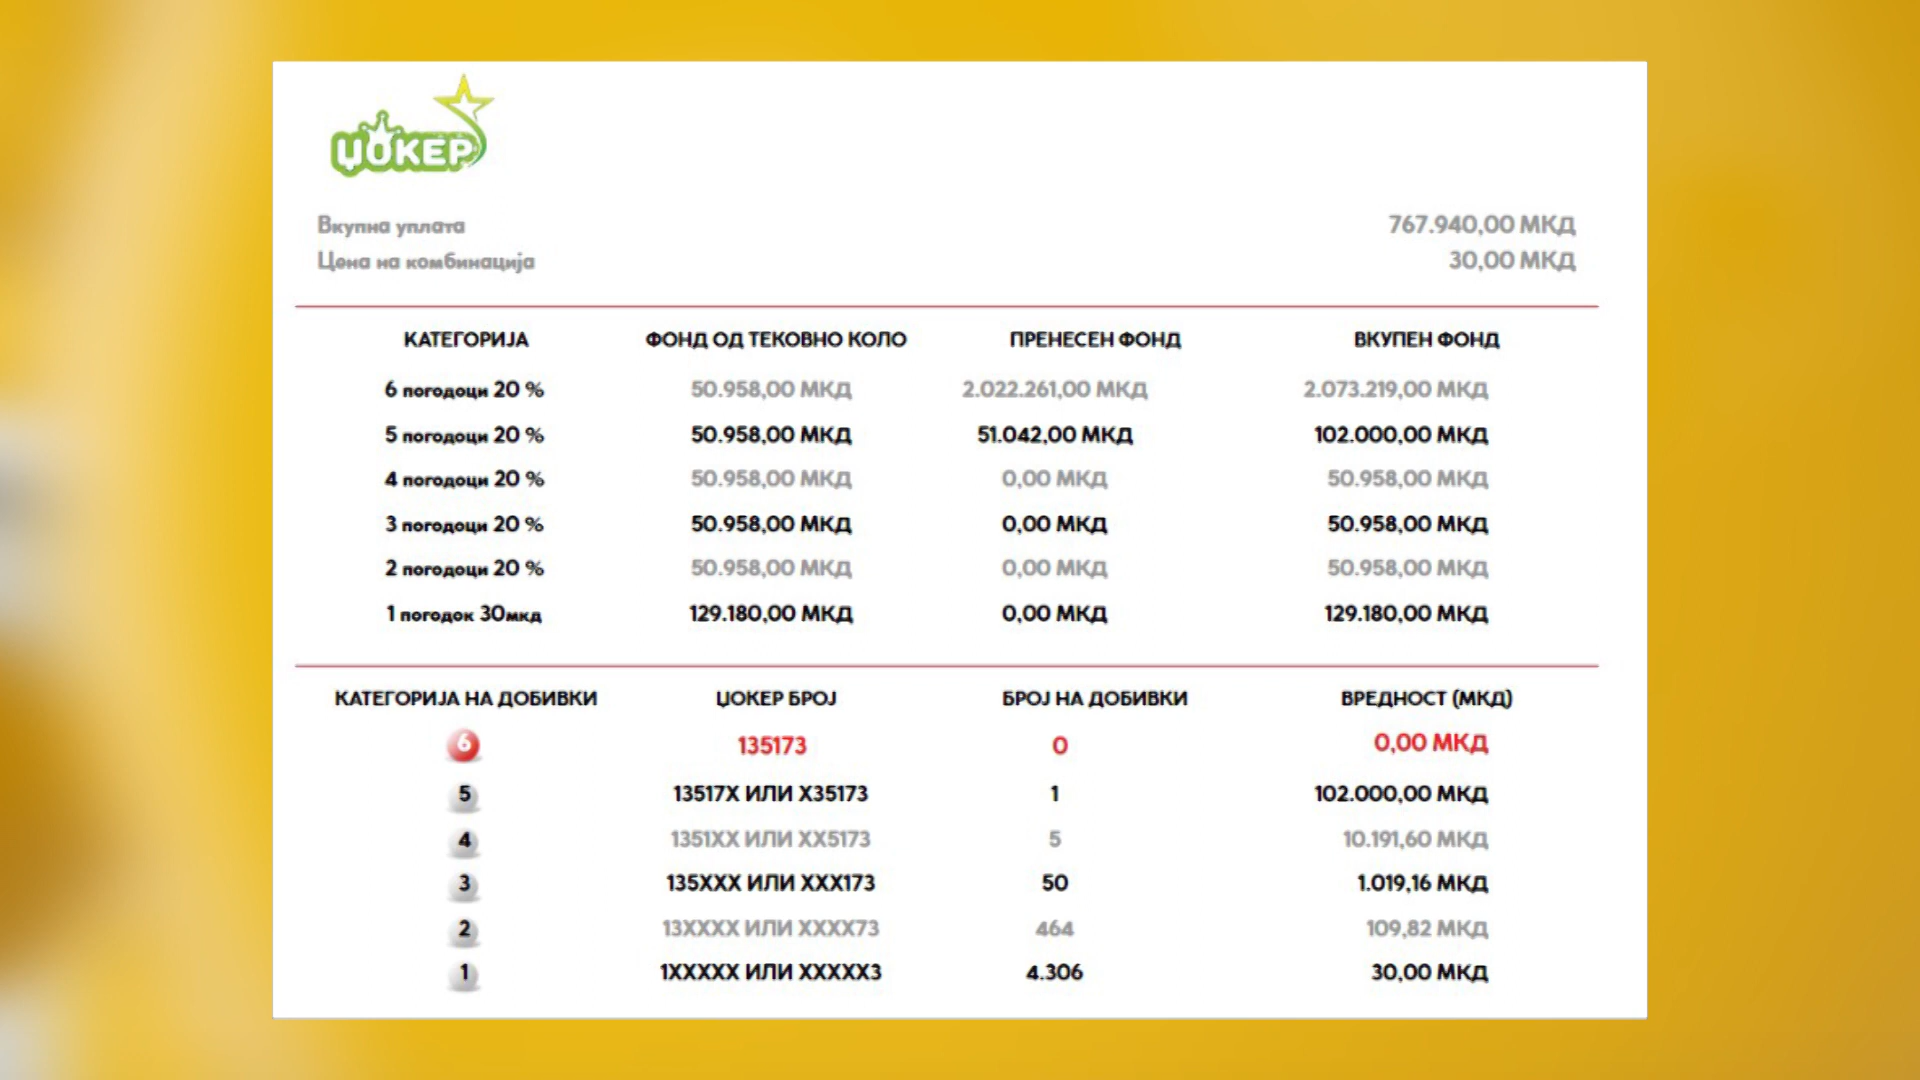 ЏОКЕР
Вкупна уплата 767.940,00 МКД
Цена на комбинација 30,00 МКД
КАТЕГОРИЈА ФОНД ОД ТЕКОВНО КОЛО ПРЕНЕСЕН ФОНД ВКУПЕН ФОНД
6 погодоци 20 % 50.958,00 МКД 2.022.261,00 МКД 2.073.219,00 МКД
5 погодоци 20 % 50.958,00 МКД 51.042,00 МКД 102.000,00 МКД
4 погодоци 20 % 50.958,00 МКД 0,00 МКД 50.958,00 МКД
3 погодоци 20 % 50.958,00 МКД 0,00 МКД 50.958,00 МКД
2 погодоци 20 % 50.958,00 МКД 0,00 МКД 50.958,00 МКД
1 погодок 30мкд 129.180,00 МКД 0,00 МКД 129.180,00 МКД
КАТЕГОРИЈА НА ДОБИВКИ ЏОКЕР БРОЈ БРОЈ НА ДОБИВКИ ВРЕДНОСТ (МКД)
6 135173 0 0,00 МКД
5 13517X ИЛИ X35173 1 102.000,00 МКД
4 1351XX ИЛИ XX5173 5 10.191,60 МКД
3 135XXX ИЛИ XXX173 50 1.019,16 МКД
2 13XXXX ИЛИ XXXX73 464 109,82 МКД
1 1XXXXX ИЛИ XXXXX3 4.306 30,00 МКД